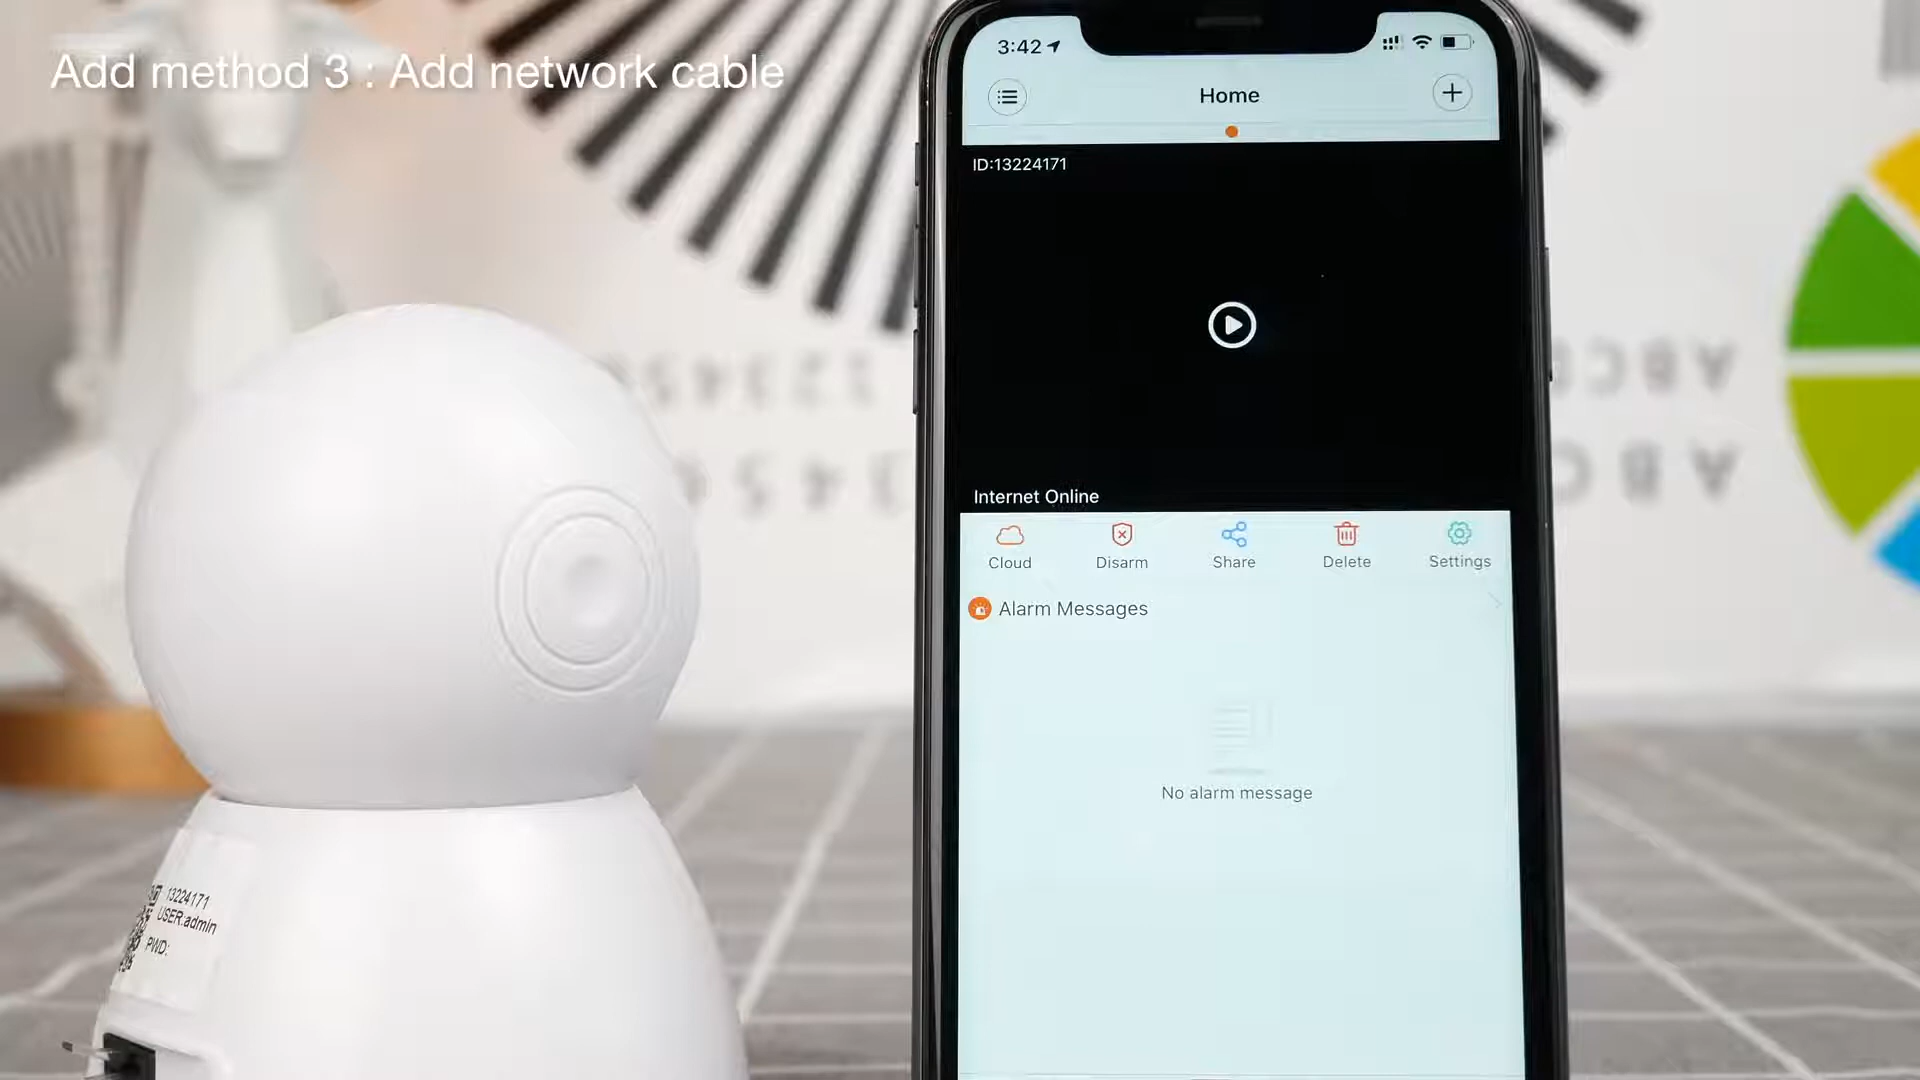 Add method 3 : Add network cable
3:42
Home
ID:13224171
Internet Online
Cloud
Disarm
Share
Delete
Settings
Alarm Messages
No alarm message
13224171
USER:admin
PWD: